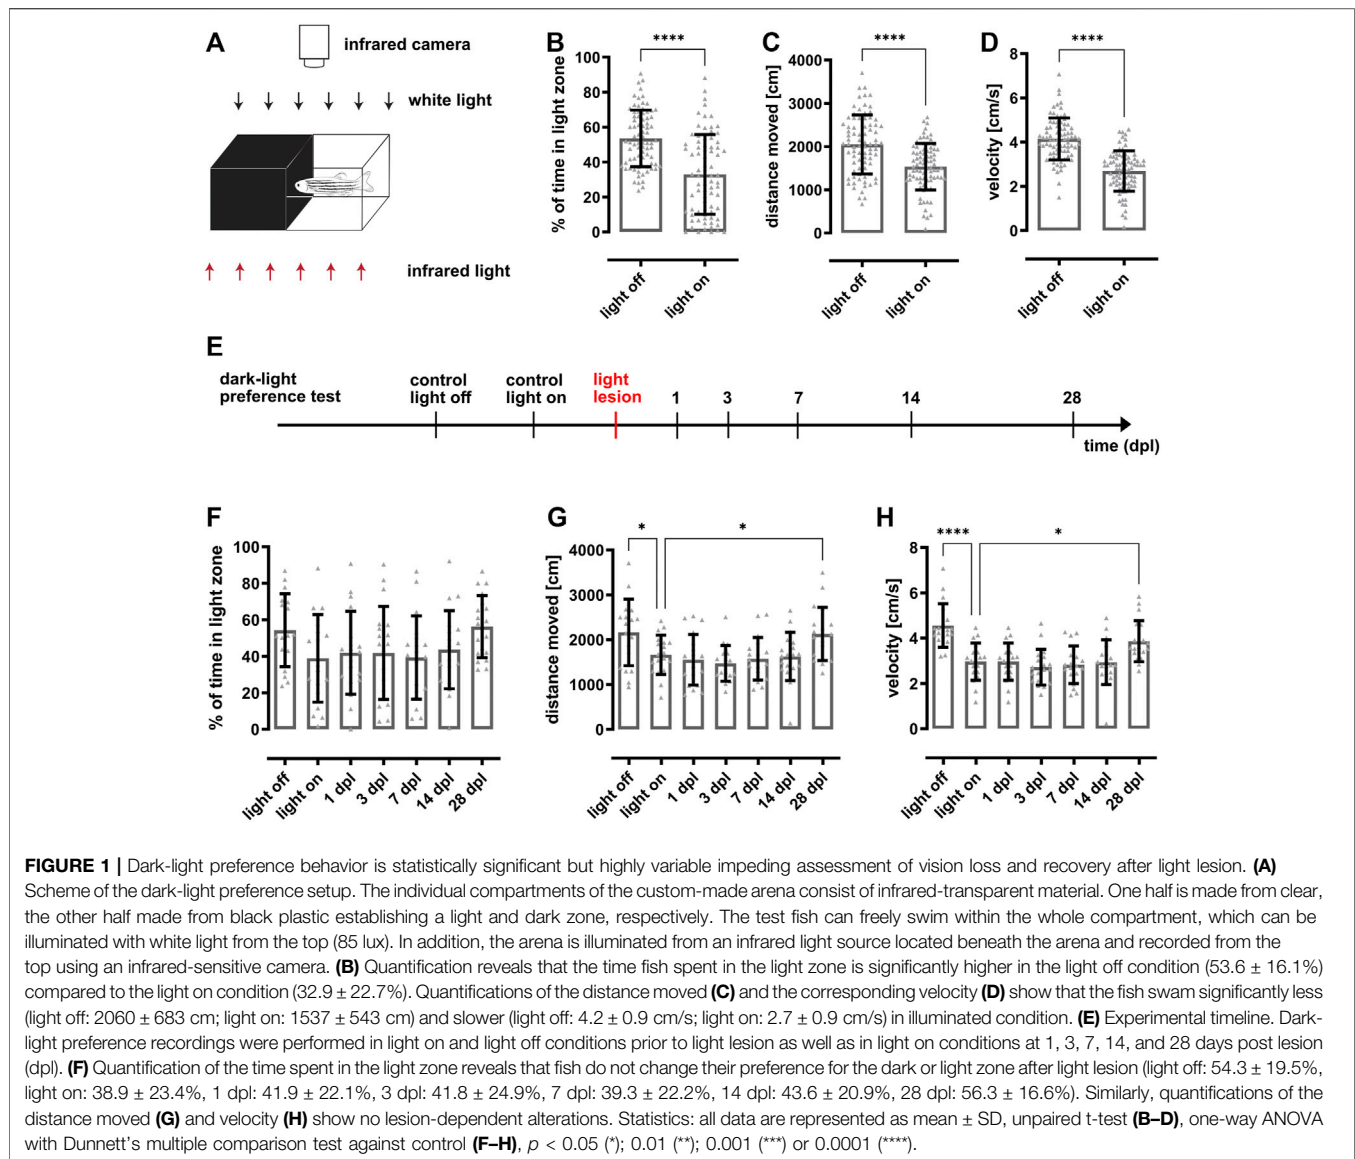 A
infrared camera
white light
infrared light
B
****
% of time in light zone
100
80
60
40
20
0
light off
light on
C
****
distance moved [cm]
4000
3000
2000
1000
0
light off
light on
D
****
velocity [cm/s]
8
6
4
2
0
light off
light on
E
dark-light
preference test
control
light off
control
light on
light
lesion
1
3
7
14
28
time (dpl)
F
% of time in light zone
100
80
60
40
20
0
light off
light on
1 dpl
3 dpl
7 dpl
14 dpl
28 dpl
G
*
*
distance moved [cm]
4000
3000
2000
1000
0
light off
light on
1 dpl
3 dpl
7 dpl
14 dpl
28 dpl
H
****
*
velocity [cm/s]
8
6
4
2
0
light off
light on
1 dpl
3 dpl
7 dpl
14 dpl
28 dpl
FIGURE 1 | Dark-light preference behavior is statistically significant but highly variable impeding assessment of vision loss and recovery after light lesion. (A)
Scheme of the dark-light preference setup. The individual compartments of the custom-made arena consist of infrared-transparent material. One half is made from clear,
the other half made from black plastic establishing a light and dark zone, respectively. The test fish can freely swim within the whole compartment, which can be
illuminated with white light from the top (85 lux). In addition, the arena is illuminated from an infrared light source located beneath the arena and recorded from the
top using an infrared-sensitive camera. (B) Quantification reveals that the time fish spent in the light zone is significantly higher in the light off condition (53.6 ± 16.1%)
compared to the light on condition (32.9 ± 22.7%). Quantifications of the distance moved (C) and the corresponding velocity (D) show that the fish swam significantly less
(light off: 2060 ± 683 cm; light on: 1537 ± 543 cm) and slower (light off: 4.2 ± 0.9 cm/s; light on: 2.7 ± 0.9 cm/s) in illuminated condition. (E) Experimental timeline. Dark-
light preference recordings were performed in light on and light off conditions prior to light lesion as well as in light on conditions at 1, 3, 7, 14, and 28 days post lesion
(dpl). (F) Quantification of the time spent in the light zone reveals that fish do not change their preference for the dark or light zone after light lesion (light off: 54.3 ± 19.5%,
light on: 38.9 ± 23.4%, 1 dpl: 41.9 ± 22.1%, 3 dpl: 41.8 ± 24.9%, 7 dpl: 39.3 ± 22.2%, 14 dpl: 43.6 ± 20.9%, 28 dpl: 56.3 ± 16.6%). Similarly, quantifications of the
distance moved (G) and velocity (H) show no lesion-dependent alterations. Statistics: all data are represented as mean ± SD, unpaired t-test (B–D), one-way ANOVA
with Dunnett's multiple comparison test against control (F–H), p < 0.05 (*); 0.01 (**); 0.001 (***) or 0.0001 (****).